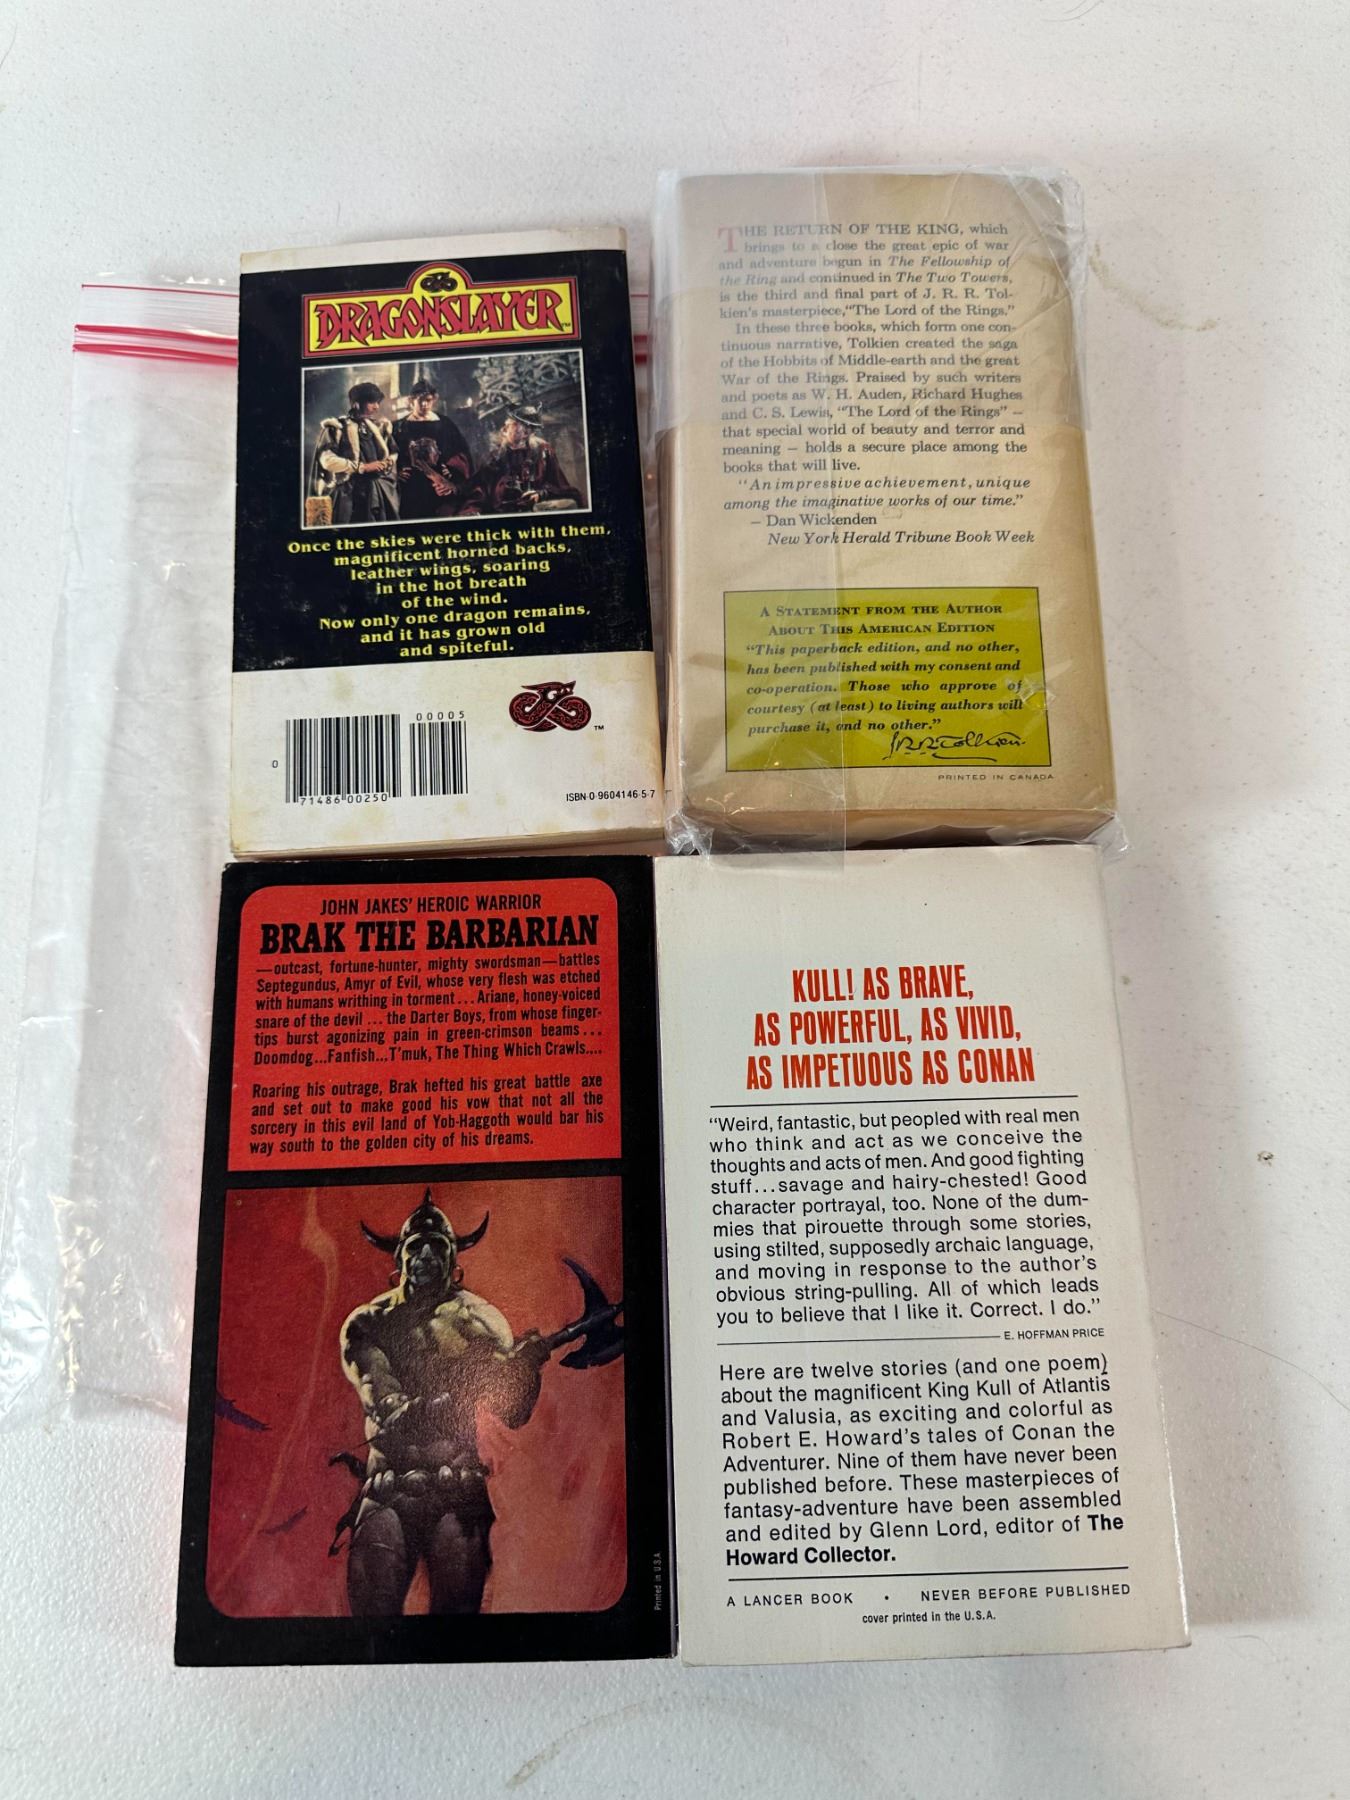 DRAGONSLAYER™
Once the skies were thick with them,
magnificent horned backs,
leather wings, soaring
in the hot breath
of the wind.
Now only one dragon remains,
and it has grown old
and spiteful.
TM
00005
0
71486 00250
ISBN-0-9604146-5-7
THE RETURN OF THE KING, which
brings to a close the great epic of war
and adventure begun in The Fellowship of
the Ring and continued in The Two Towers,
is the third and final part of J. R. R. Tol-
kien's masterpiece, "The Lord of the Rings."
In these three books, which form one con-
tinuous narrative, Tolkien created the saga
of the Hobbits of Middle-earth and the great
War of the Rings. Praised by such writers
and poets as W. H. Auden, Richard Hughes
and C. S. Lewis, "The Lord of the Rings" —
that special world of beauty and terror and
meaning — holds a secure place among the
books that will live.
"An impressive achievement, unique
among the imaginative works of our time."
— Dan Wickenden
New York Herald Tribune Book Week
A STATEMENT FROM THE AUTHOR
ABOUT THIS AMERICAN EDITION
"This paperback edition, and no other,
has been published with my consent and
co-operation. Those who approve of
courtesy (at least) to living authors will
purchase it, and no other."
J.R.R. Tolkien.
PRINTED IN CANADA
JOHN JAKES' HEROIC WARRIOR
BRAK THE BARBARIAN
—outcast, fortune-hunter, mighty swordsman—battles
Septegundus, Amyr of Evil, whose very flesh was etched
with humans writhing in torment ... Ariane, honey-voiced
snare of the devil ... the Darter Boys, from whose finger-
tips burst agonizing pain in green-crimson beams ...
Doomdog...Fanfish...T'muk, The Thing Which Crawls....
Roaring his outrage, Brak hefted his great battle axe
and set out to make good his vow that not all the
sorcery in this evil land of Yob-Haggoth would bar his
way south to the golden city of his dreams.
Printed in U.S.A.
KULL! AS BRAVE,
AS POWERFUL, AS VIVID,
AS IMPETUOUS AS CONAN
"Weird, fantastic, but peopled with real men
who think and act as we conceive the
thoughts and acts of men. And good fighting
stuff...savage and hairy-chested! Good
character portrayal, too. None of the dum-
mies that pirouette through some stories,
using stilted, supposedly archaic language,
and moving in response to the author's
obvious string-pulling. All of which leads
you to believe that I like it. Correct. I do."
E. HOFFMAN PRICE
Here are twelve stories (and one poem)
about the magnificent King Kull of Atlantis
and Valusia, as exciting and colorful as
Robert E. Howard's tales of Conan the
Adventurer. Nine of them have never been
published before. These masterpieces of
fantasy-adventure have been assembled
and edited by Glenn Lord, editor of The
Howard Collector.
A LANCER BOOK • NEVER BEFORE PUBLISHED
cover printed in the U.S.A.